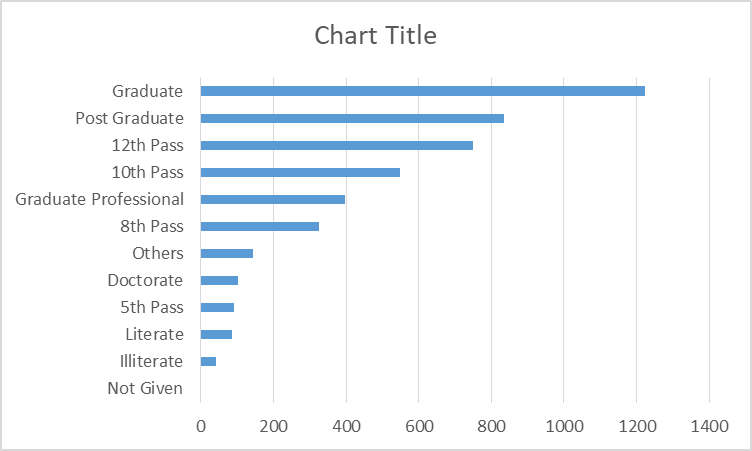 Chart Title
Graduate
Post Graduate
12th Pass
10th Pass
Graduate Professional
8th Pass
Others
Doctorate
5th Pass
Literate
Illiterate
Not Given
0 200 400 600 800 1000 1200 1400